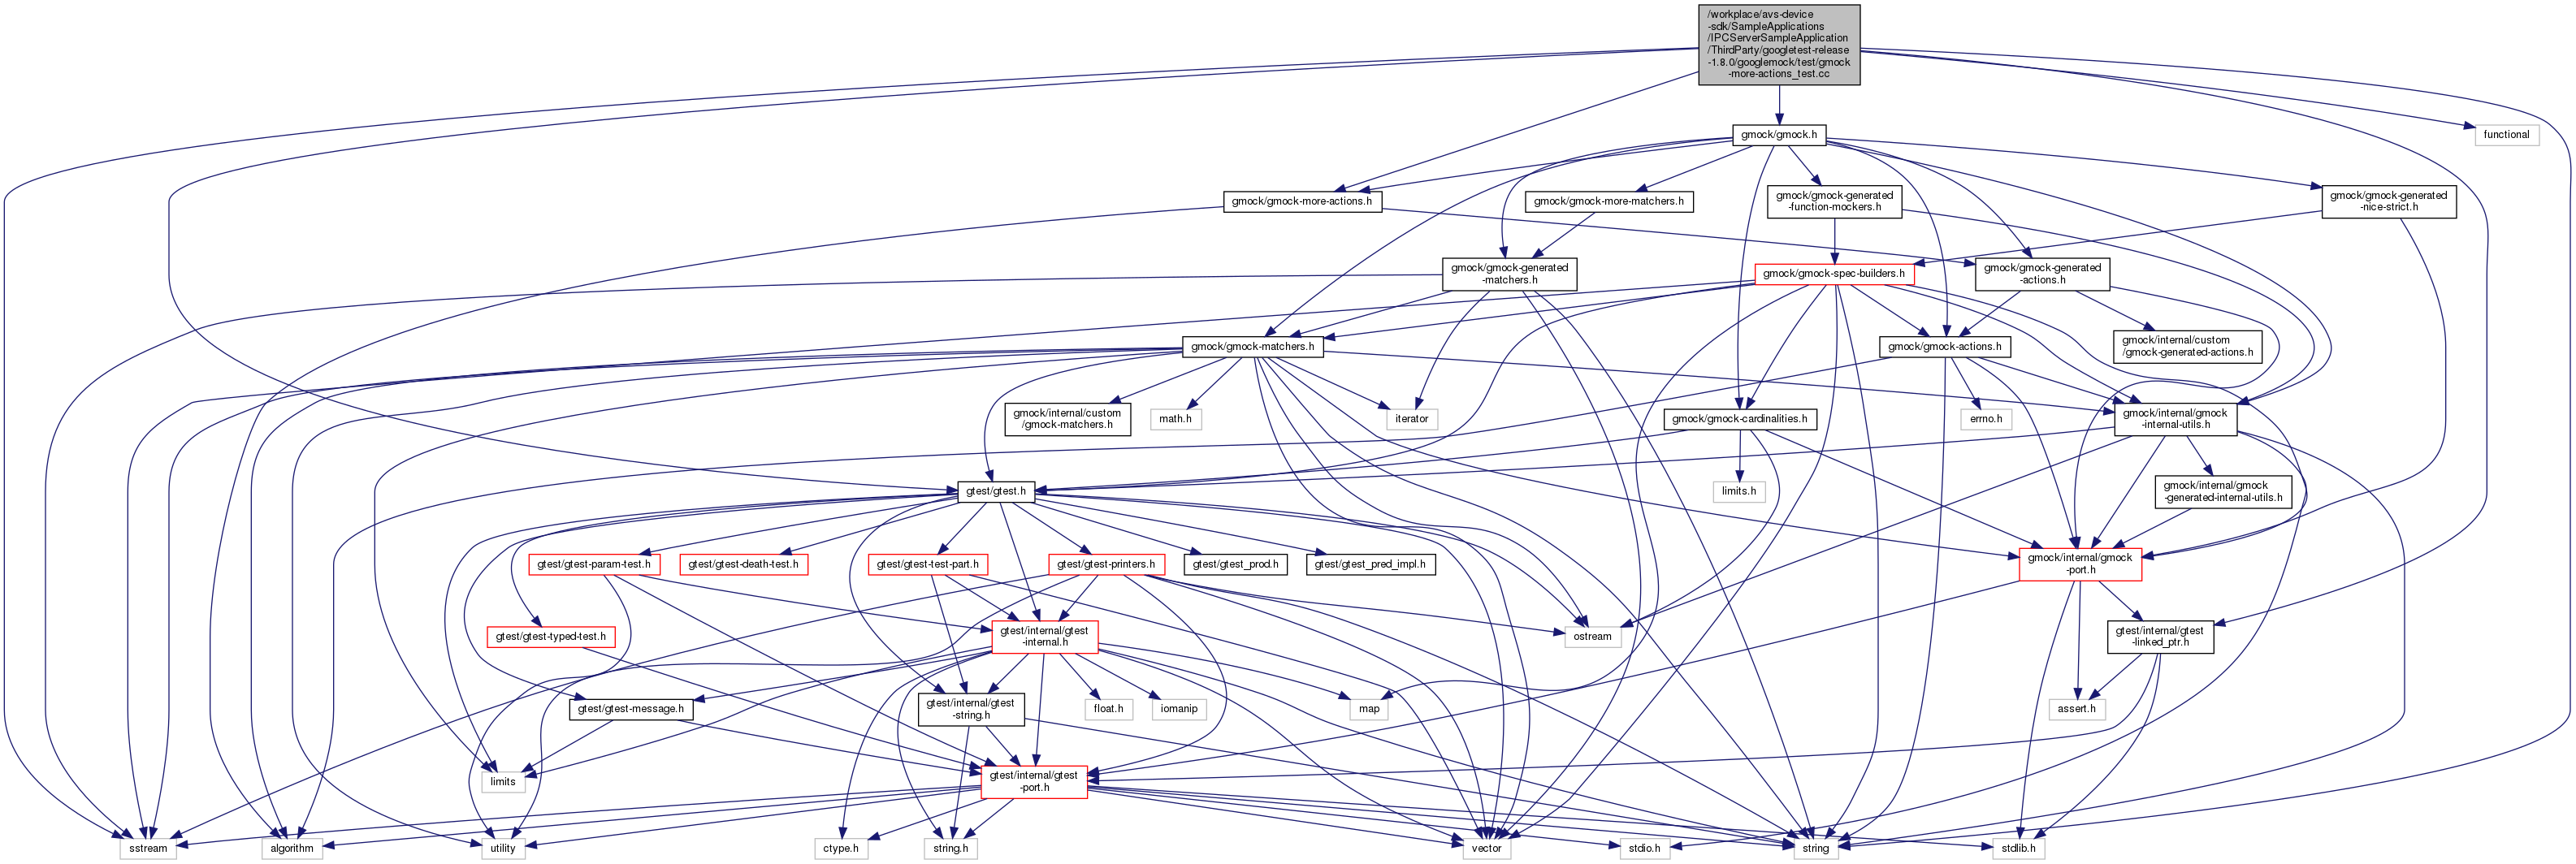 /workplace/avs-device
-sdk/SampleApplications
/IPCServerSampleApplication
/ThirdParty/googletest-release
-1.8.0/googlemock/test/gmock
-more-actions_test.cc
gmock/gmock.h
functional
gmock/gmock-more-actions.h
gmock/gmock-more-matchers.h
gmock/gmock-generated
-function-mockers.h
gmock/gmock-generated
-nice-strict.h
gmock/gmock-generated
-matchers.h
gmock/gmock-spec-builders.h
gmock/gmock-generated
-actions.h
gmock/gmock-matchers.h
gmock/gmock-actions.h
gmock/internal/custom
/gmock-generated-actions.h
gmock/internal/custom
/gmock-matchers.h
math.h
iterator
gmock/gmock-cardinalities.h
errno.h
gmock/internal/gmock
-internal-utils.h
gtest/gtest.h
limits.h
gmock/internal/gmock
-generated-internal-utils.h
gtest/gtest-param-test.h
gtest/gtest-death-test.h
gtest/gtest-test-part.h
gtest/gtest-printers.h
gtest/gtest_prod.h
gtest/gtest_pred_impl.h
gmock/internal/gmock
-port.h
gtest/gtest-typed-test.h
gtest/internal/gtest
-internal.h
ostream
gtest/internal/gtest
-linked_ptr.h
gtest/gtest-message.h
gtest/internal/gtest
-string.h
float.h
iomanip
map
assert.h
limits
gtest/internal/gtest
-port.h
sstream
algorithm
utility
ctype.h
string.h
vector
stdio.h
string
stdlib.h